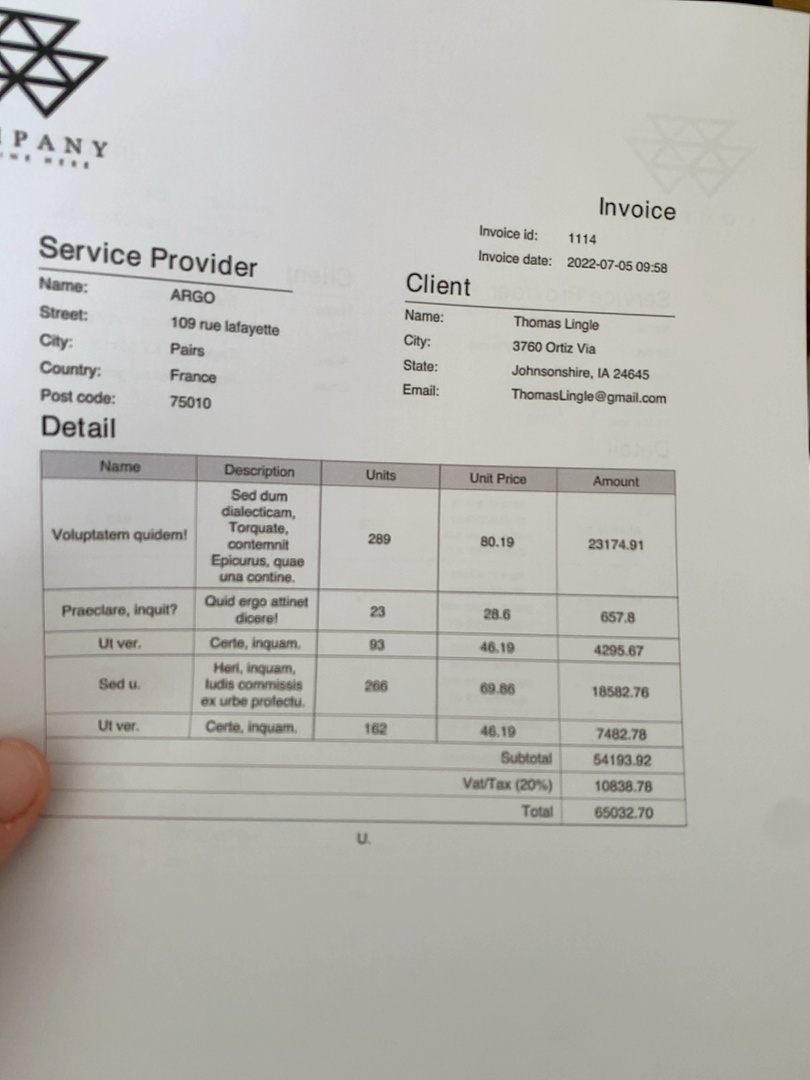 PANY
Invoice
Invoice id: 1114
Invoice date: 2022-07-05 09:58
Service Provider
Name: ARGO
Street: 109 rue lafayette
City: Pairs
Country: France
Post code: 75010
Client
Name: Thomas Lingle
City: 3760 Ortiz Via
State: Johnsonshire, IA 24645
Email: ThomasLingle@gmail.com
Detail
Name Description Units Unit Price Amount
Sed dum
dialecticam,
Torquate,
Voluptatem quidem! contemnit 289 80.19 23174.91
Epicurus, quae
una contine.
Praeclare, inquit? Quid ergo attinet 23 28.6 657.8
dicere!
Ut ver. Certe, inquam. 93 46.19 4295.67
Heri, inquam,
Sed u. ludis commissis 266 69.86 18582.76
ex urbe profectu.
Ut ver. Certe, inquam. 162 46.19 7482.78
Subtotal 54193.92
Vat/Tax (20%) 10838.78
Total 65032.70
U.